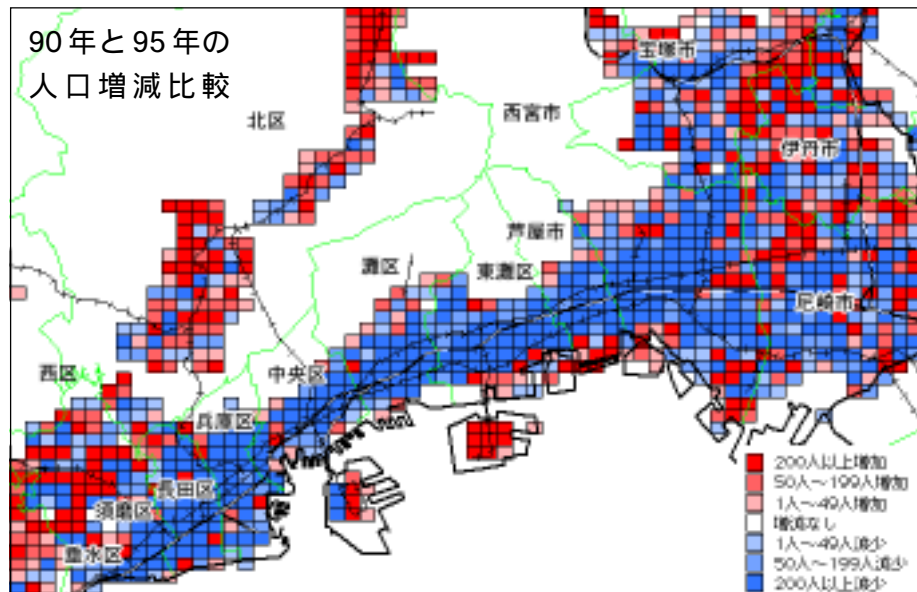 90年と95年の
人口増減比較
宝塚市
北区
西宮市
伊丹市
芦屋市
灘区
東灘区
尼崎市
西区
中央区
兵庫区
長田区
須磨区
垂水区
200人以上増加
50人～199人増加
1人～49人増加
増減なし
1人～49人減少
50人～199人減少
200人以上減少